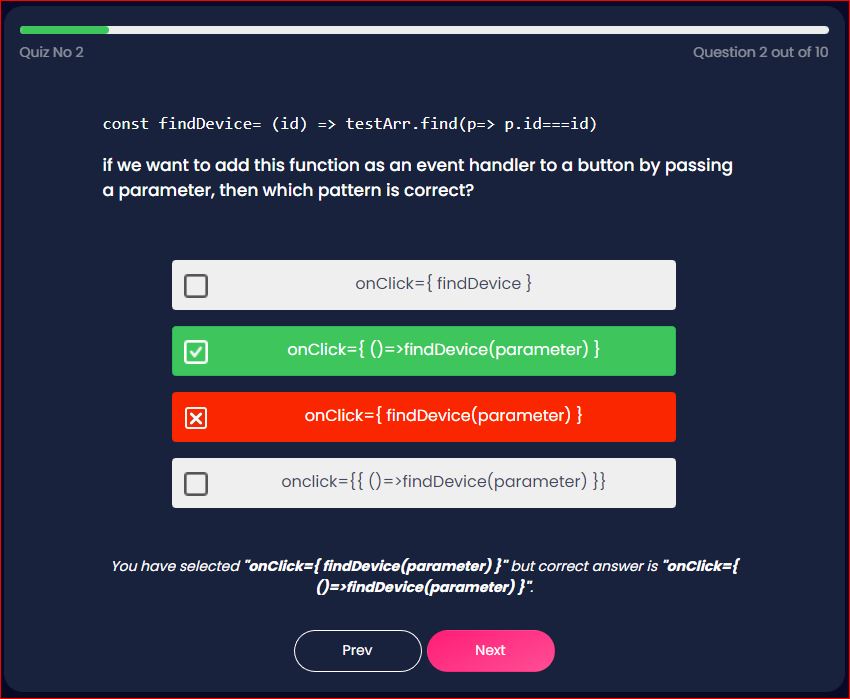 Quiz No 2
Question 2 out of 10
const findDevice= (id) => testArr.find(p=> p.id===id)
if we want to add this function as an event handler to a button by passing
a parameter, then which pattern is correct?
onClick={ findDevice }
onClick={ ()=>findDevice(parameter) }
onClick={ findDevice(parameter) }
onclick={{ ()=>findDevice(parameter) }}
You have selected "onClick={ findDevice(parameter) }" but correct answer is "onClick={
()=>findDevice(parameter) }".
Prev
Next